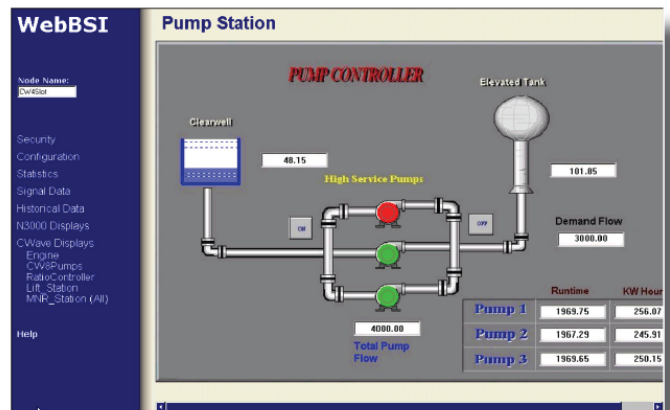 WebBSI
Node Name:
CW4Slot
Security
Configuration
Statistics
Signal Data
Historical Data
N3000 Displays
CWave Displays
Engine
CW8Pumps
RatioController
Lift_Station
MNR_Station (All)
Help
Pump Station
PUMP CONTROLLER
Elevated Tank
Clearwell
48.15
High Service Pumps
101.85
ON
OFF
Demand Flow
3000.00
4000.00
Total Pump
Flow
Runtime KW Hour
Pump 1 1969.75 256.07
Pump 2 1967.29 245.91
Pump 3 1969.65 250.15